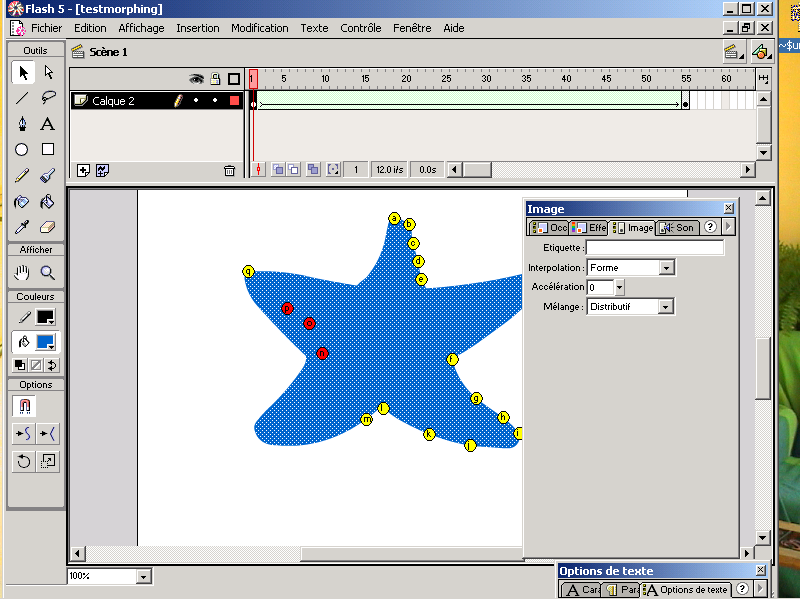 Flash 5 - [testmorphing]
Fichier Edition Affichage Insertion Modification Texte Contrôle Fenêtre Aide
Outils
Scène 1
~$ur
1 5 10 15 20 25 30 35 40 45 50 55 60
Calque 2
A
1 12.0 i/s 0.0s
Afficher
Couleurs
Options
Image
Occ Effe Image Son ?
Etiquette :
Interpolation : Forme
Accélération 0
Mélange : Distributif
a
b
c
d
e
q
f
g
h
i
l
m
k
j
100%
Options de texte
A Cara Para A Options de texte ?